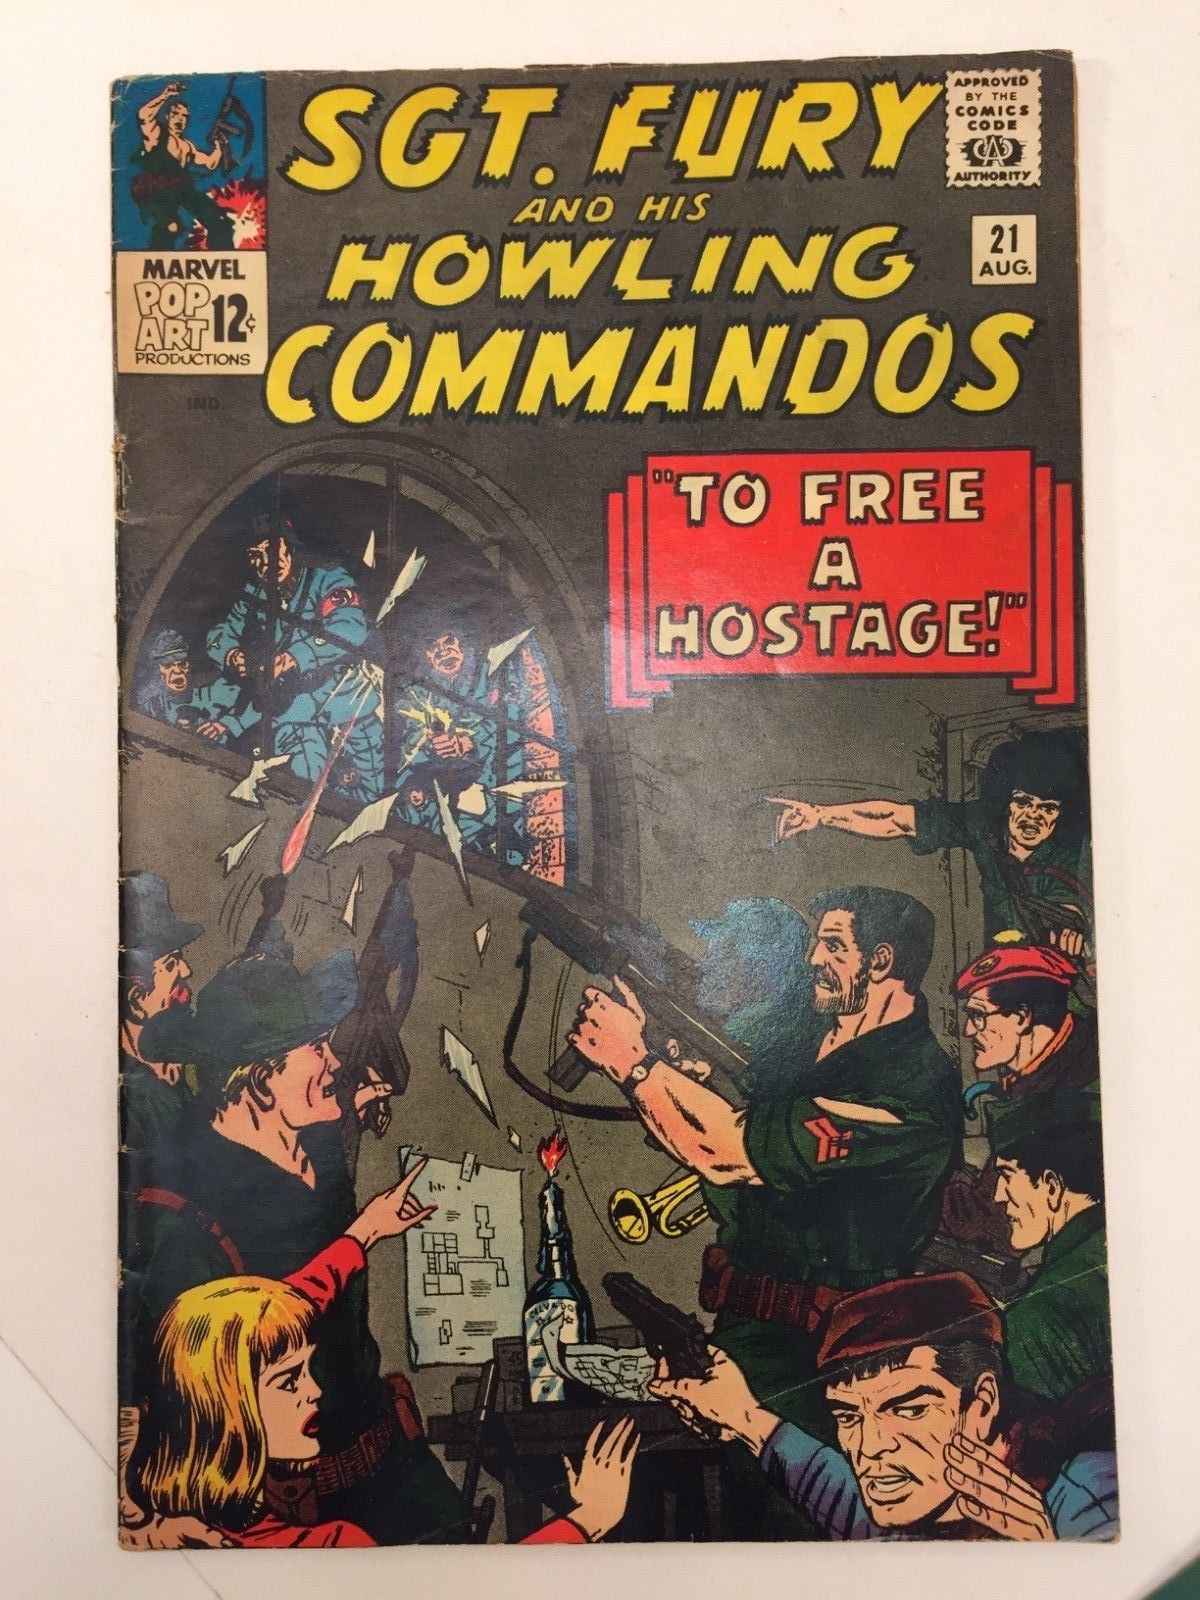 SGT. FURY
AND HIS
HOWLING
COMMANDOS
APPROVED
BY THE
COMICS
CODE
CA
AUTHORITY
21
AUG.
MARVEL
POP
ART 12¢
PRODUCTIONS
IND.
"TO FREE
A
HOSTAGE!"